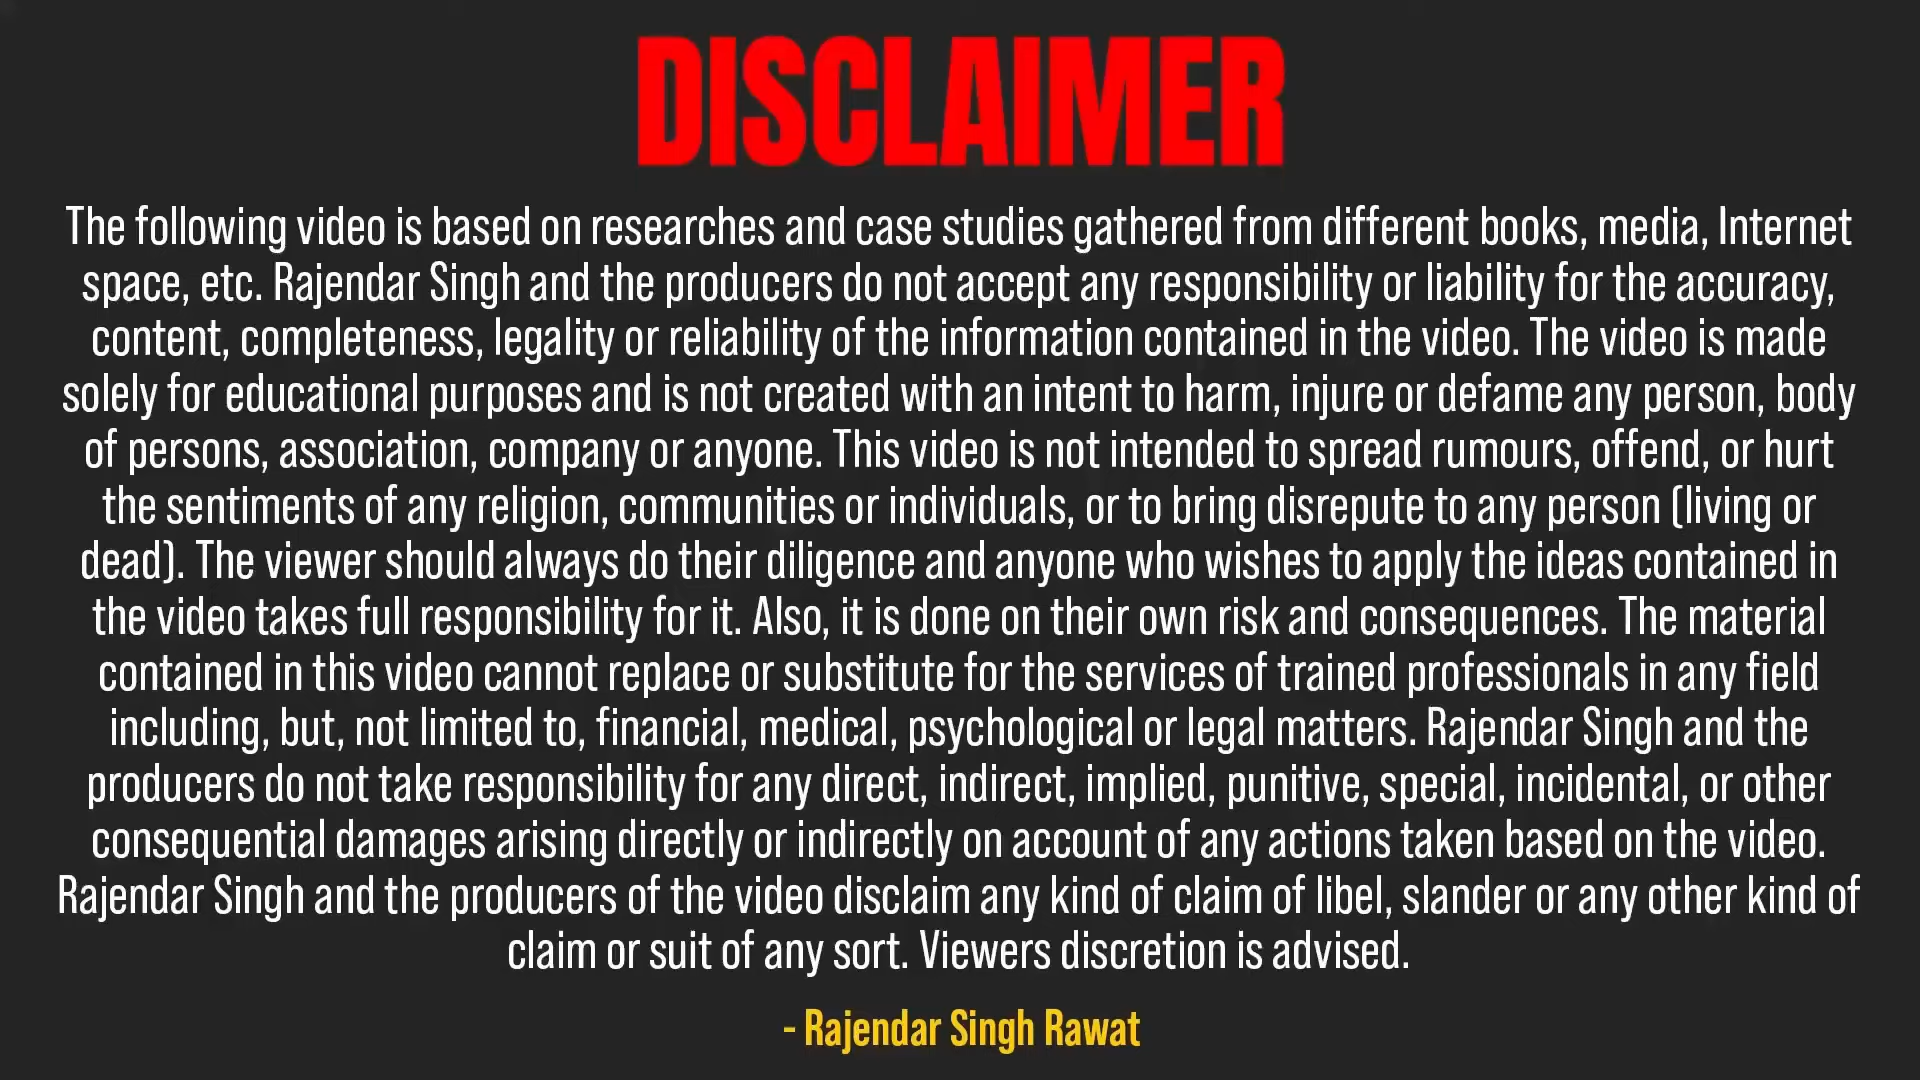 DISCLAIMER
The following video is based on researches and case studies gathered from different books, media, Internet
space, etc. Rajendar Singh and the producers do not accept any responsibility or liability for the accuracy,
content, completeness, legality or reliability of the information contained in the video. The video is made
solely for educational purposes and is not created with an intent to harm, injure or defame any person, body
of persons, association, company or anyone. This video is not intended to spread rumours, offend, or hurt
the sentiments of any religion, communities or individuals, or to bring disrepute to any person (living or
dead). The viewer should always do their diligence and anyone who wishes to apply the ideas contained in
the video takes full responsibility for it. Also, it is done on their own risk and consequences. The material
contained in this video cannot replace or substitute for the services of trained professionals in any field
including, but, not limited to, financial, medical, psychological or legal matters. Rajendar Singh and the
producers do not take responsibility for any direct, indirect, implied, punitive, special, incidental, or other
consequential damages arising directly or indirectly on account of any actions taken based on the video.
Rajendar Singh and the producers of the video disclaim any kind of claim of libel, slander or any other kind of
claim or suit of any sort. Viewers discretion is advised.
- Rajendar Singh Rawat